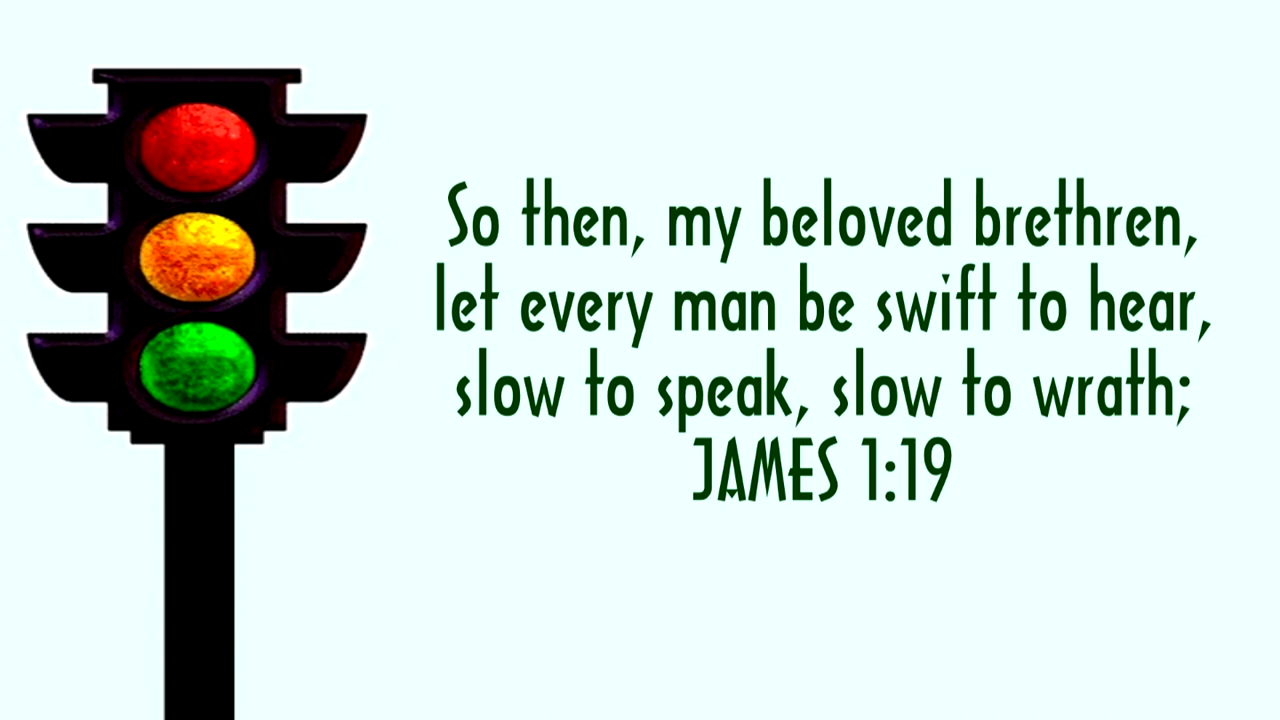 So then, my beloved brethren,
let every man be swift to hear,
slow to speak, slow to wrath;
JAMES 1:19